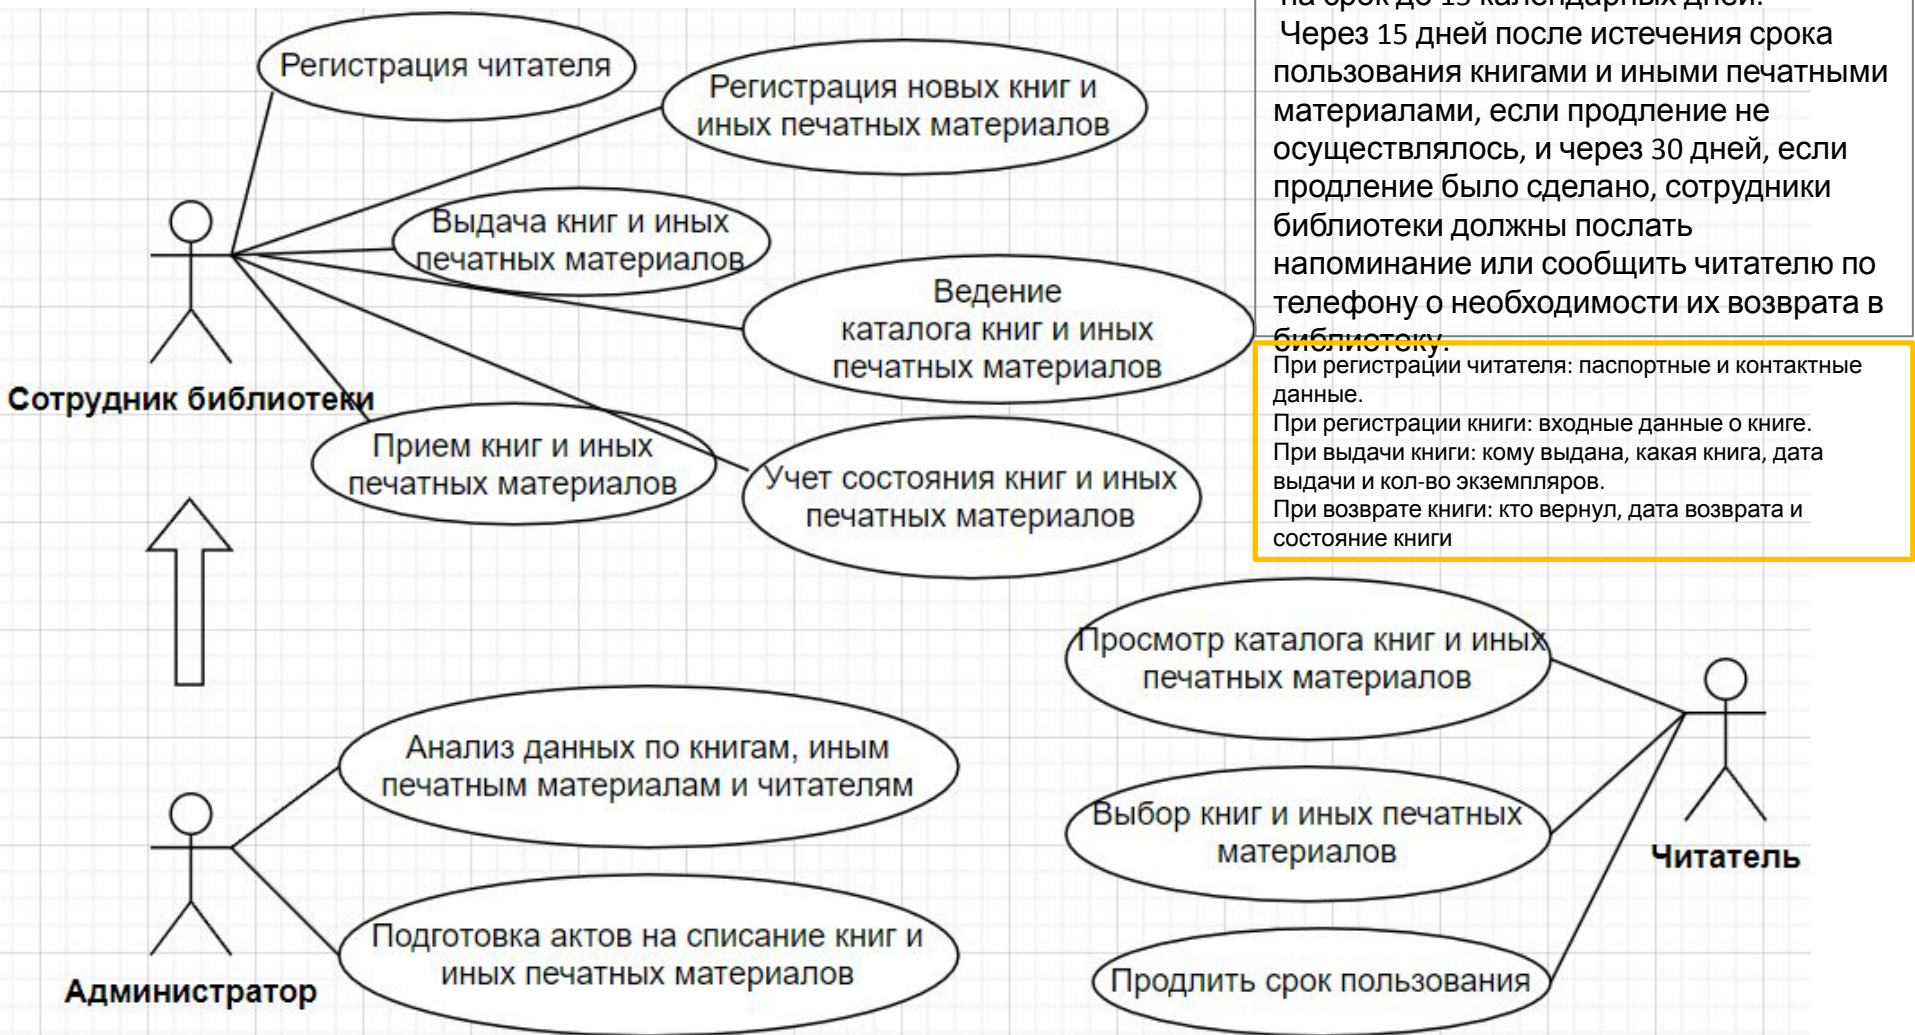 Регистрация читателя
Регистрация новых книг и
иных печатных материалов
Выдача книг и иных
печатных материалов
Ведение
каталога книг и иных
печатных материалов
Сотрудник библиотеки
Прием книг и иных
печатных материалов
Учет состояния книг и иных
печатных материалов
на срок до 15 календарных дней.
Через 15 дней после истечения срока
пользования книгами и иными печатными
материалами, если продление не
осуществлялось, и через 30 дней, если
продление было сделано, сотрудники
библиотеки должны послать
напоминание или сообщить читателю по
телефону о необходимости их возврата в
библиотеку.
При регистрации читателя: паспортные и контактные
данные.
При регистрации книги: входные данные о книге.
При выдачи книги: кому выдана, какая книга, дата
выдачи и кол-во экземпляров.
При возврате книги: кто вернул, дата возврата и
состояние книги
Анализ данных по книгам, иным
печатным материалам и читателям
Подготовка актов на списание книг и
иных печатных материалов
Администратор
Просмотр каталога книг и иных
печатных материалов
Выбор книг и иных печатных
материалов
Читатель
Продлить срок пользования